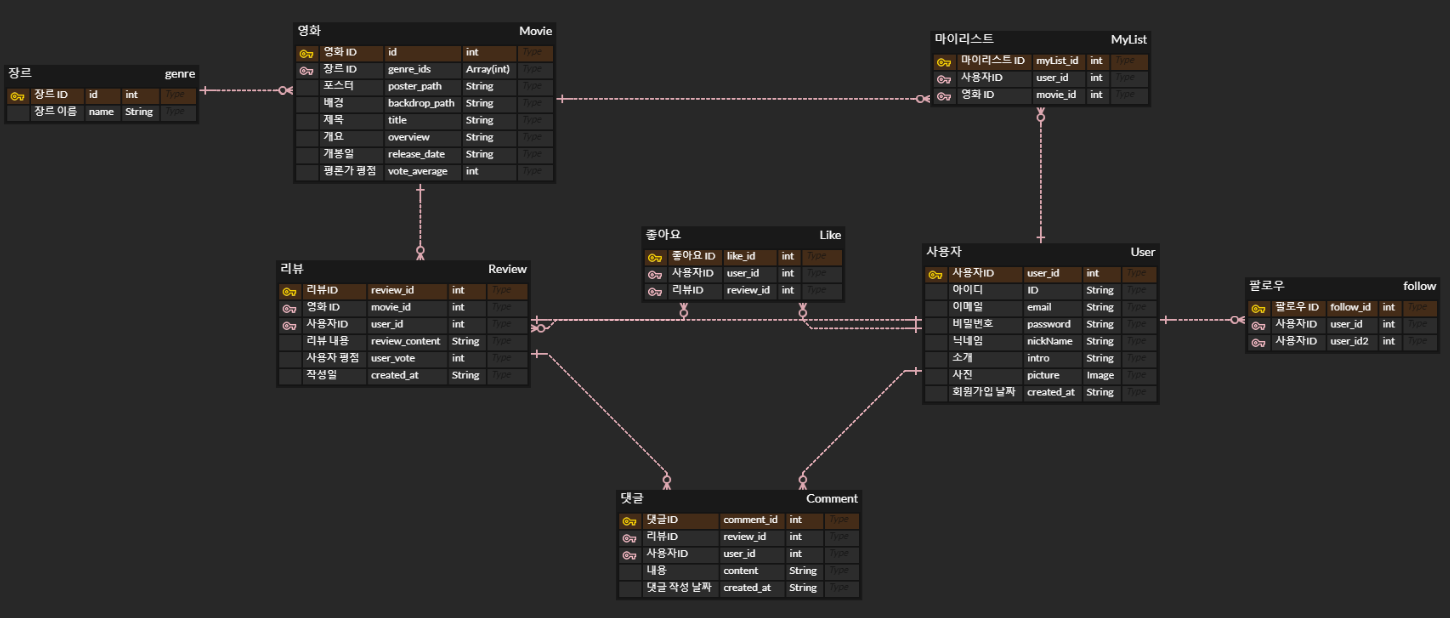 영화 Movie
영화 ID id int Type
장르 ID genre_ids Array(int) Type
포스터 poster_path String Type
배경 backdrop_path String Type
제목 title String Type
개요 overview String Type
개봉일 release_date String Type
평론가 평점 vote_average int Type
마이리스트 MyList
마이리스트 ID myList_id int Type
사용자ID user_id int Type
영화 ID movie_id int Type
장르 genre
장르 ID id int Type
장르 이름 name String Type
좋아요 Like
좋아요 ID like_id int Type
사용자ID user_id int Type
리뷰ID review_id int Type
사용자 User
사용자ID user_id int Type
아이디 ID String Type
이메일 email String Type
비밀번호 password String Type
닉네임 nickName String Type
소개 intro String Type
사진 picture Image Type
회원가입 날짜 created_at String Type
리뷰 Review
리뷰ID review_id int Type
영화 ID movie_id int Type
사용자ID user_id int Type
리뷰 내용 review_content String Type
사용자 평점 user_vote int Type
작성일 created_at String Type
팔로우 follow
팔로우 ID follow_id int Type
사용자ID user_id int Type
사용자ID user_id2 int Type
댓글 Comment
댓글ID comment_id int Type
리뷰ID review_id int Type
사용자ID user_id int Type
내용 content String Type
댓글 작성 날짜 created_at String Type